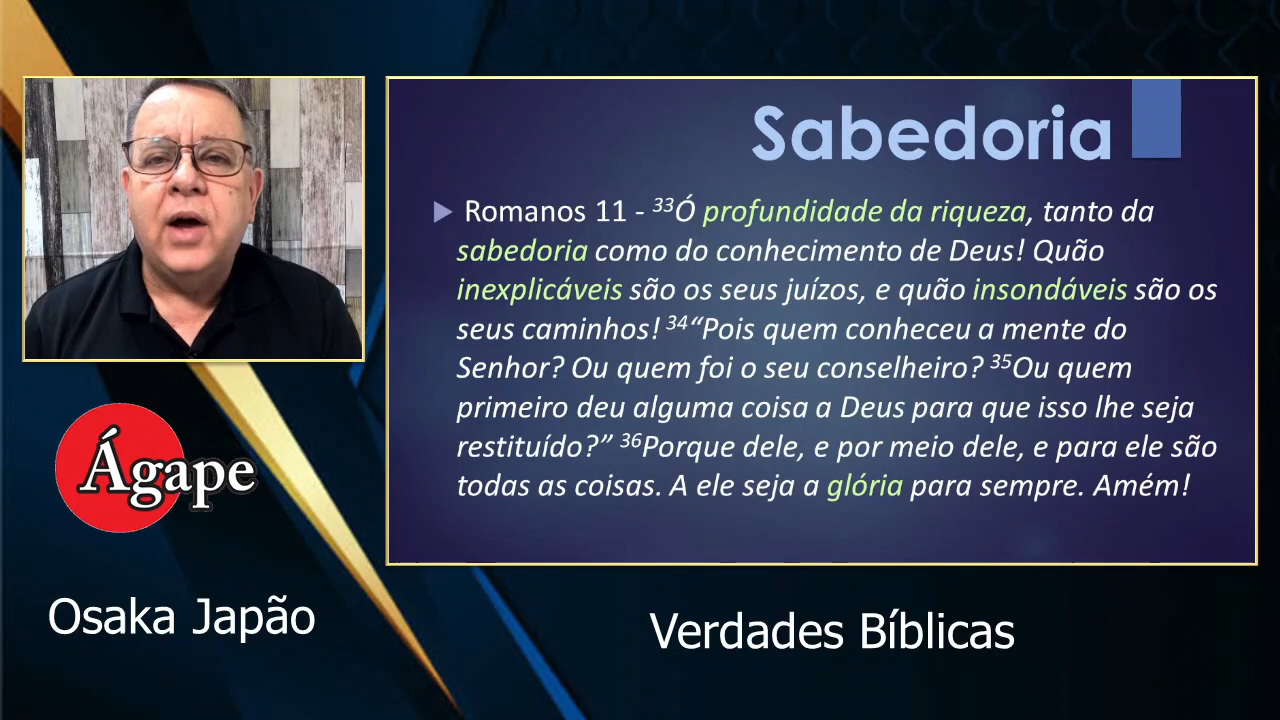 Sabedoria
Romanos 11 - ³³Ó profundidade da riqueza, tanto da
sabedoria como do conhecimento de Deus! Quão
inexplicáveis são os seus juízos, e quão insondáveis são os
seus caminhos! ³⁴“Pois quem conheceu a mente do
Senhor? Ou quem foi o seu conselheiro? ³⁵Ou quem
primeiro deu alguma coisa a Deus para que isso lhe seja
restituído?” ³⁶Porque dele, e por meio dele, e para ele são
todas as coisas. A ele seja a glória para sempre. Amém!
Ágape
Osaka Japão
Verdades Bíblicas